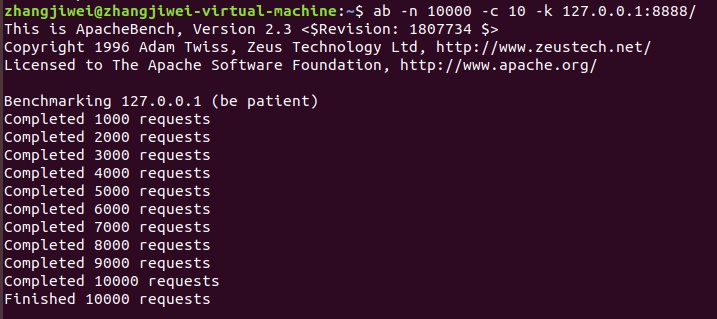 zhangjiwei@zhangjiwei-virtual-machine:~$ ab -n 10000 -c 10 -k 127.0.0.1:8888/
This is ApacheBench, Version 2.3 <$Revision: 1807734 $>
Copyright 1996 Adam Twiss, Zeus Technology Ltd, http://www.zeustech.net/
Licensed to The Apache Software Foundation, http://www.apache.org/

Benchmarking 127.0.0.1 (be patient)
Completed 1000 requests
Completed 2000 requests
Completed 3000 requests
Completed 4000 requests
Completed 5000 requests
Completed 6000 requests
Completed 7000 requests
Completed 8000 requests
Completed 9000 requests
Completed 10000 requests
Finished 10000 requests